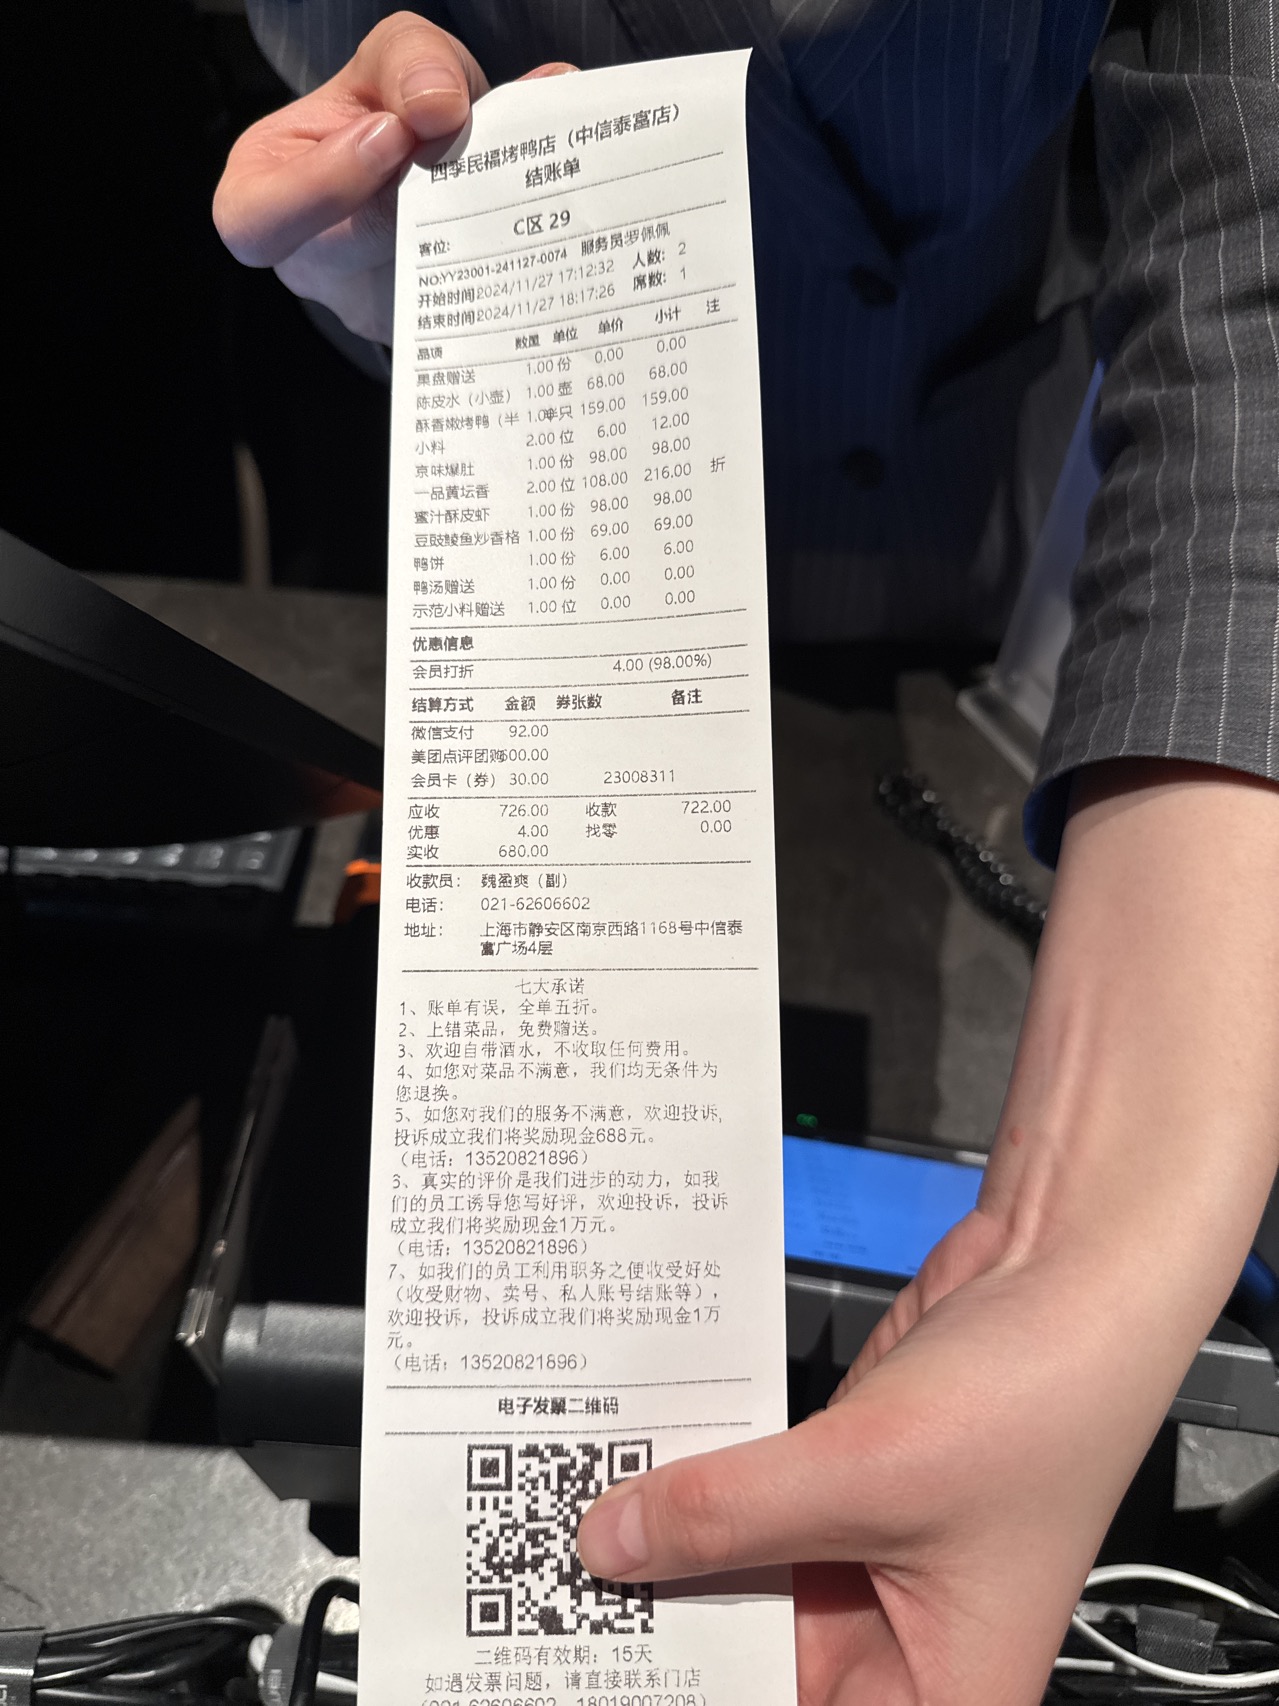 四季民福烤鸭店（中信泰富店）
结账单
客位: C区 29
NO:YY23001-241127-0074 服务员罗佩佩
开始时间2024/11/27 17:12:32 人数: 2
结束时间2024/11/27 18:17:26 席数: 1
品项 数量 单位 单价 小计 注
果盘赠送 1.00 份 0.00 0.00
陈皮水（小壶） 1.00 壶 68.00 68.00
酥香嫩烤鸭（半 1.00 半只 159.00 159.00
小料 2.00 位 6.00 12.00
京味爆肚 1.00 份 98.00 98.00
一品黄坛香 2.00 位 108.00 216.00 折
蜜汁酥皮虾 1.00 份 98.00 98.00
豆豉鲮鱼炒香格 1.00 份 69.00 69.00
鸭饼 1.00 份 6.00 6.00
鸭汤赠送 1.00 份 0.00 0.00
示范小料赠送 1.00 位 0.00 0.00
优惠信息
会员打折 4.00 (98.00%)
结算方式 金额 券张数 备注
微信支付 92.00
美团点评团购600.00
会员卡（券） 30.00 23008311
应收 726.00 收款 722.00
优惠 4.00 找零 0.00
实收 680.00
收款员: 魏盈爽（副）
电话: 021-62606602
地址: 上海市静安区南京西路1168号中信泰
富广场4层
七大承诺
1、账单有误，全单五折。
2、上错菜品，免费赠送。
3、欢迎自带酒水，不收取任何费用。
4、如您对菜品不满意，我们均无条件为
您退换。
5、如您对我们的服务不满意，欢迎投诉,
投诉成立我们将奖励现金688元。
（电话: 13520821896）
6、真实的评价是我们进步的动力，如我
们的员工诱导您写好评，欢迎投诉，投诉
成立我们将奖励现金1万元。
（电话: 13520821896）
7、如我们的员工利用职务之便收受好处
（收受财物、卖号、私人账号结账等），
欢迎投诉，投诉成立我们将奖励现金1万
元。
（电话: 13520821896）
电子发票二维码
二维码有效期: 15天
如遇发票问题，请直接联系门店
（021-62606602、18019007208）